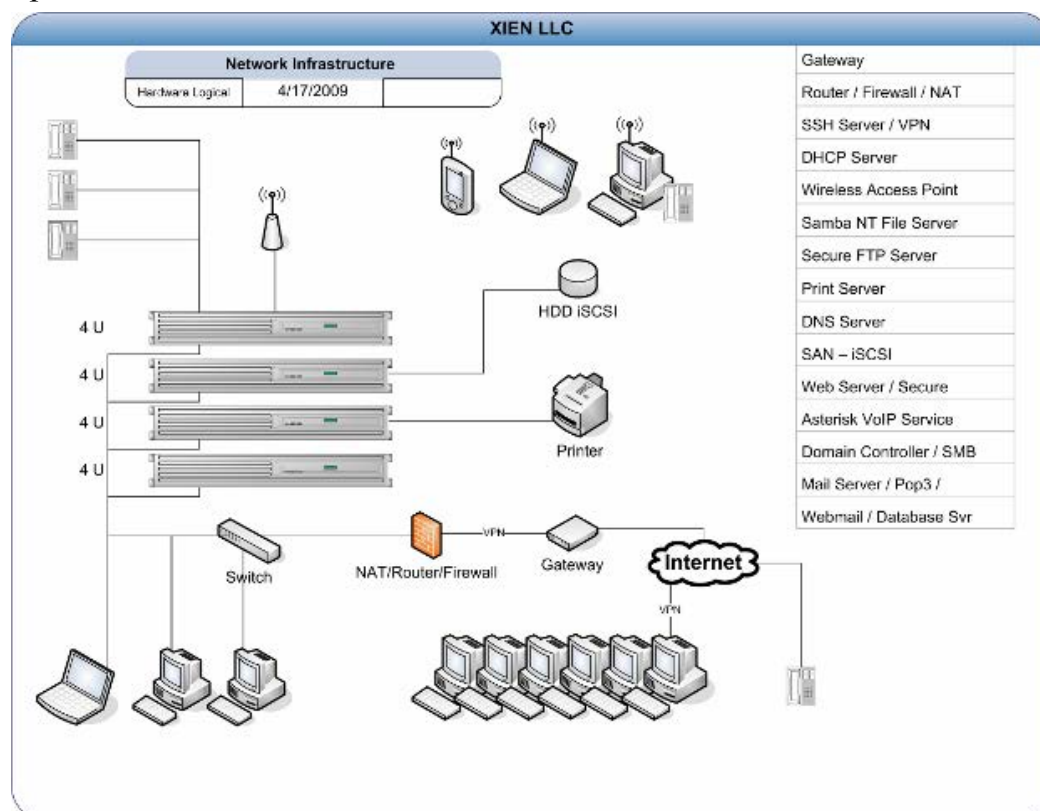 XIEN LLC
Network Infrastructure
Hardware Logical 4/17/2009
Gateway
Router / Firewall / NAT
SSH Server / VPN
DHCP Server
Wireless Access Point
Samba NT File Server
Secure FTP Server
Print Server
DNS Server
SAN – iSCSI
Web Server / Secure
Asterisk VoIP Service
Domain Controller / SMB
Mail Server / Pop3 /
Webmail / Database Svr
HDD iSCSI
4 U
4 U
4 U
4 U
Printer
Switch
NAT/Router/Firewall
VPN
Gateway
Internet
VPN